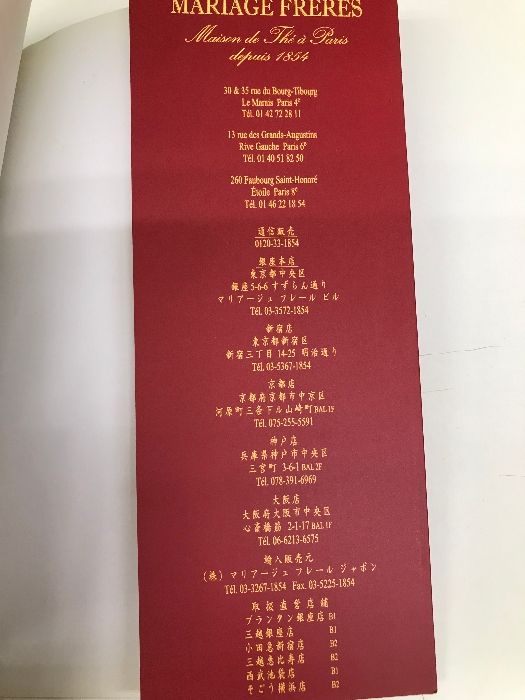 MARIAGE FRÈRES
Maison de Thé à Paris
depuis 1854
30 & 35 rue du Bourg-Tibourg
Le Marais Paris 4e
Tél. 01 42 72 28 11
13 rue des Grands-Augustins
Rive Gauche Paris 6e
Tél. 01 40 51 82 50
260 Faubourg Saint-Honoré
Étoile Paris 8e
Tél. 01 46 22 18 54
通信販売
0120-33-1854
銀座本店
東京都中央区
銀座5-6-6 すずらん通り
マリアージュ フレール ビル
Tél. 03-3572-1854
新宿店
東京都新宿区
新宿三丁目 14-25 明治通り
Tél. 03-5367-1854
京都店
京都府京都市中京区
河原町三条下ル山崎町 BAL 1F
Tél. 075-255-5591
神戸店
兵庫県神戸市中央区
三宮町 3-6-1 BAL 2F
Tél. 078-391-6969
大阪店
大阪府大阪市中央区
心斎橋筋 2-1-17 BAL 1F
Tél. 06-6213-6575
輸入販売元
(株) マリアージュ フレール ジャポン
Tél. 03-3267-1854 Fax. 03-5225-1854
取扱直営店舗
プランタン銀座店 B1
三越銀座店 B1
小田急新宿店 B2
三越恵比寿店 B2
西武池袋店 B1
そごう横浜店 B2